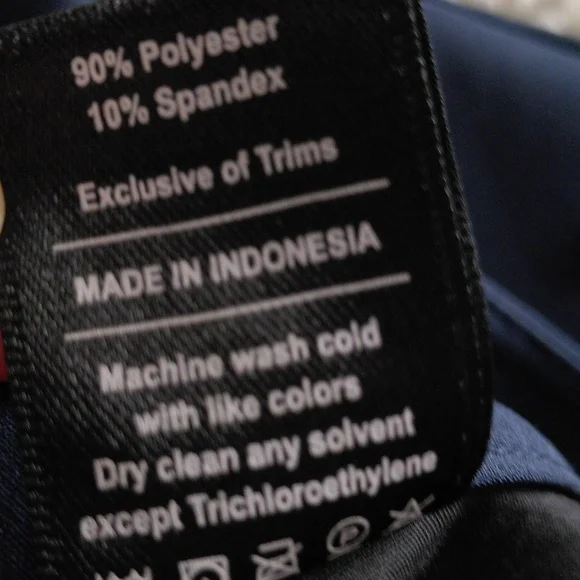 90% Polyester
10% Spandex
Exclusive of Trims
MADE IN INDONESIA
Machine wash cold
with like colors
Dry clean any solvent
except Trichloroethylene
P